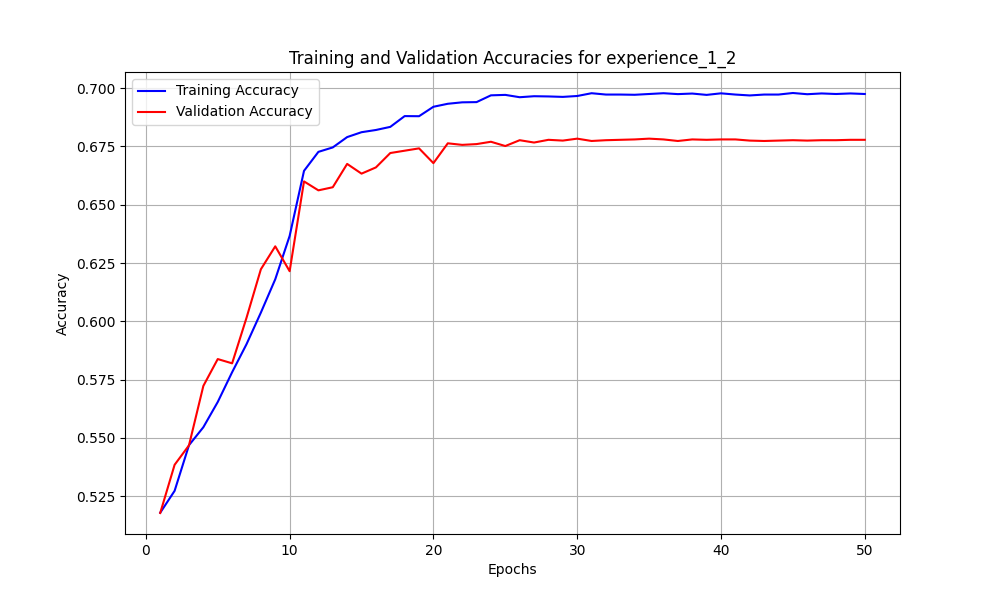 Training and Validation Accuracies for experience_1_2
Training Accuracy
Validation Accuracy
0.700
0.675
0.650
0.625
0.600
0.575
0.550
0.525
Accuracy
0 10 20 30 40 50
Epochs